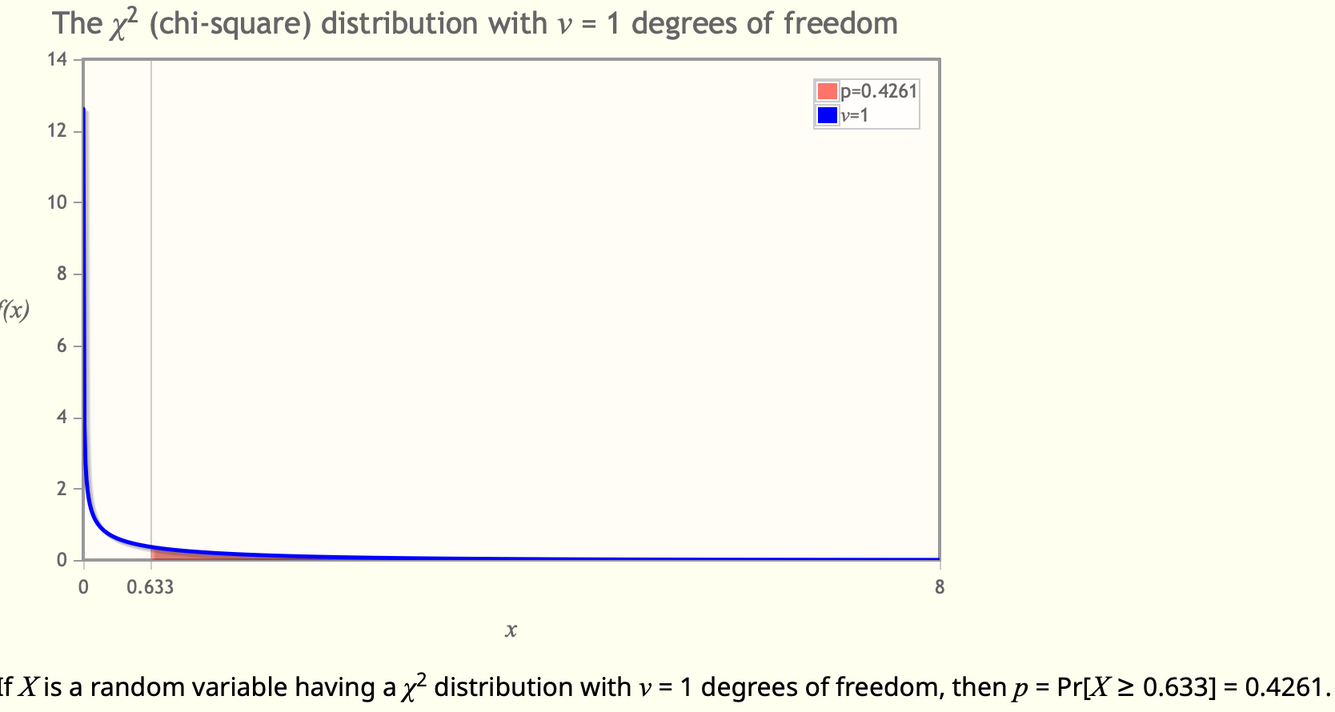 The χ² (chi-square) distribution with ν = 1 degrees of freedom
14
p=0.4261
ν=1
12
10
8
f(x)
6
4
2
0
0 0.633 8
x
If X is a random variable having a χ² distribution with ν = 1 degrees of freedom, then p = Pr[X ≥ 0.633] = 0.4261.